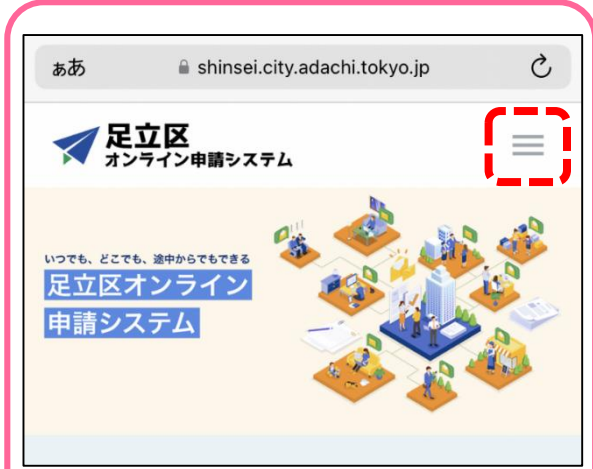 ぁあ shinsei.city.adachi.tokyo.jp
足立区
オンライン申請システム
いつでも、どこでも、途中からでもできる
足立区オンライン
申請システム